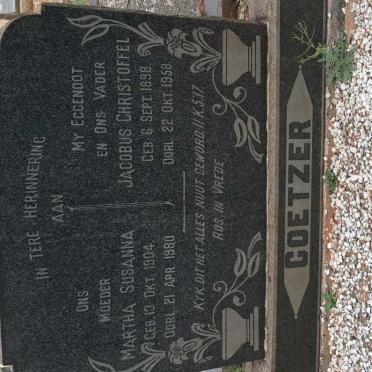 IN TERE HERINNERING
AAN
MY EGGENOOT
EN ONS VADER
JACOBUS CHRISTOFFEL
GEB. 6 SEPT. 1898.
OORL. 22 OKT. 1958.
ONS
MOEDER
MARTHA SUSANNA
GEB. 13. OKT. 1904.
OORL. 21 APR. 1980
KYK, DIT HET ALLES NUUT GEWORD. II K. 5:17
RUS IN VREDE.
COETZER